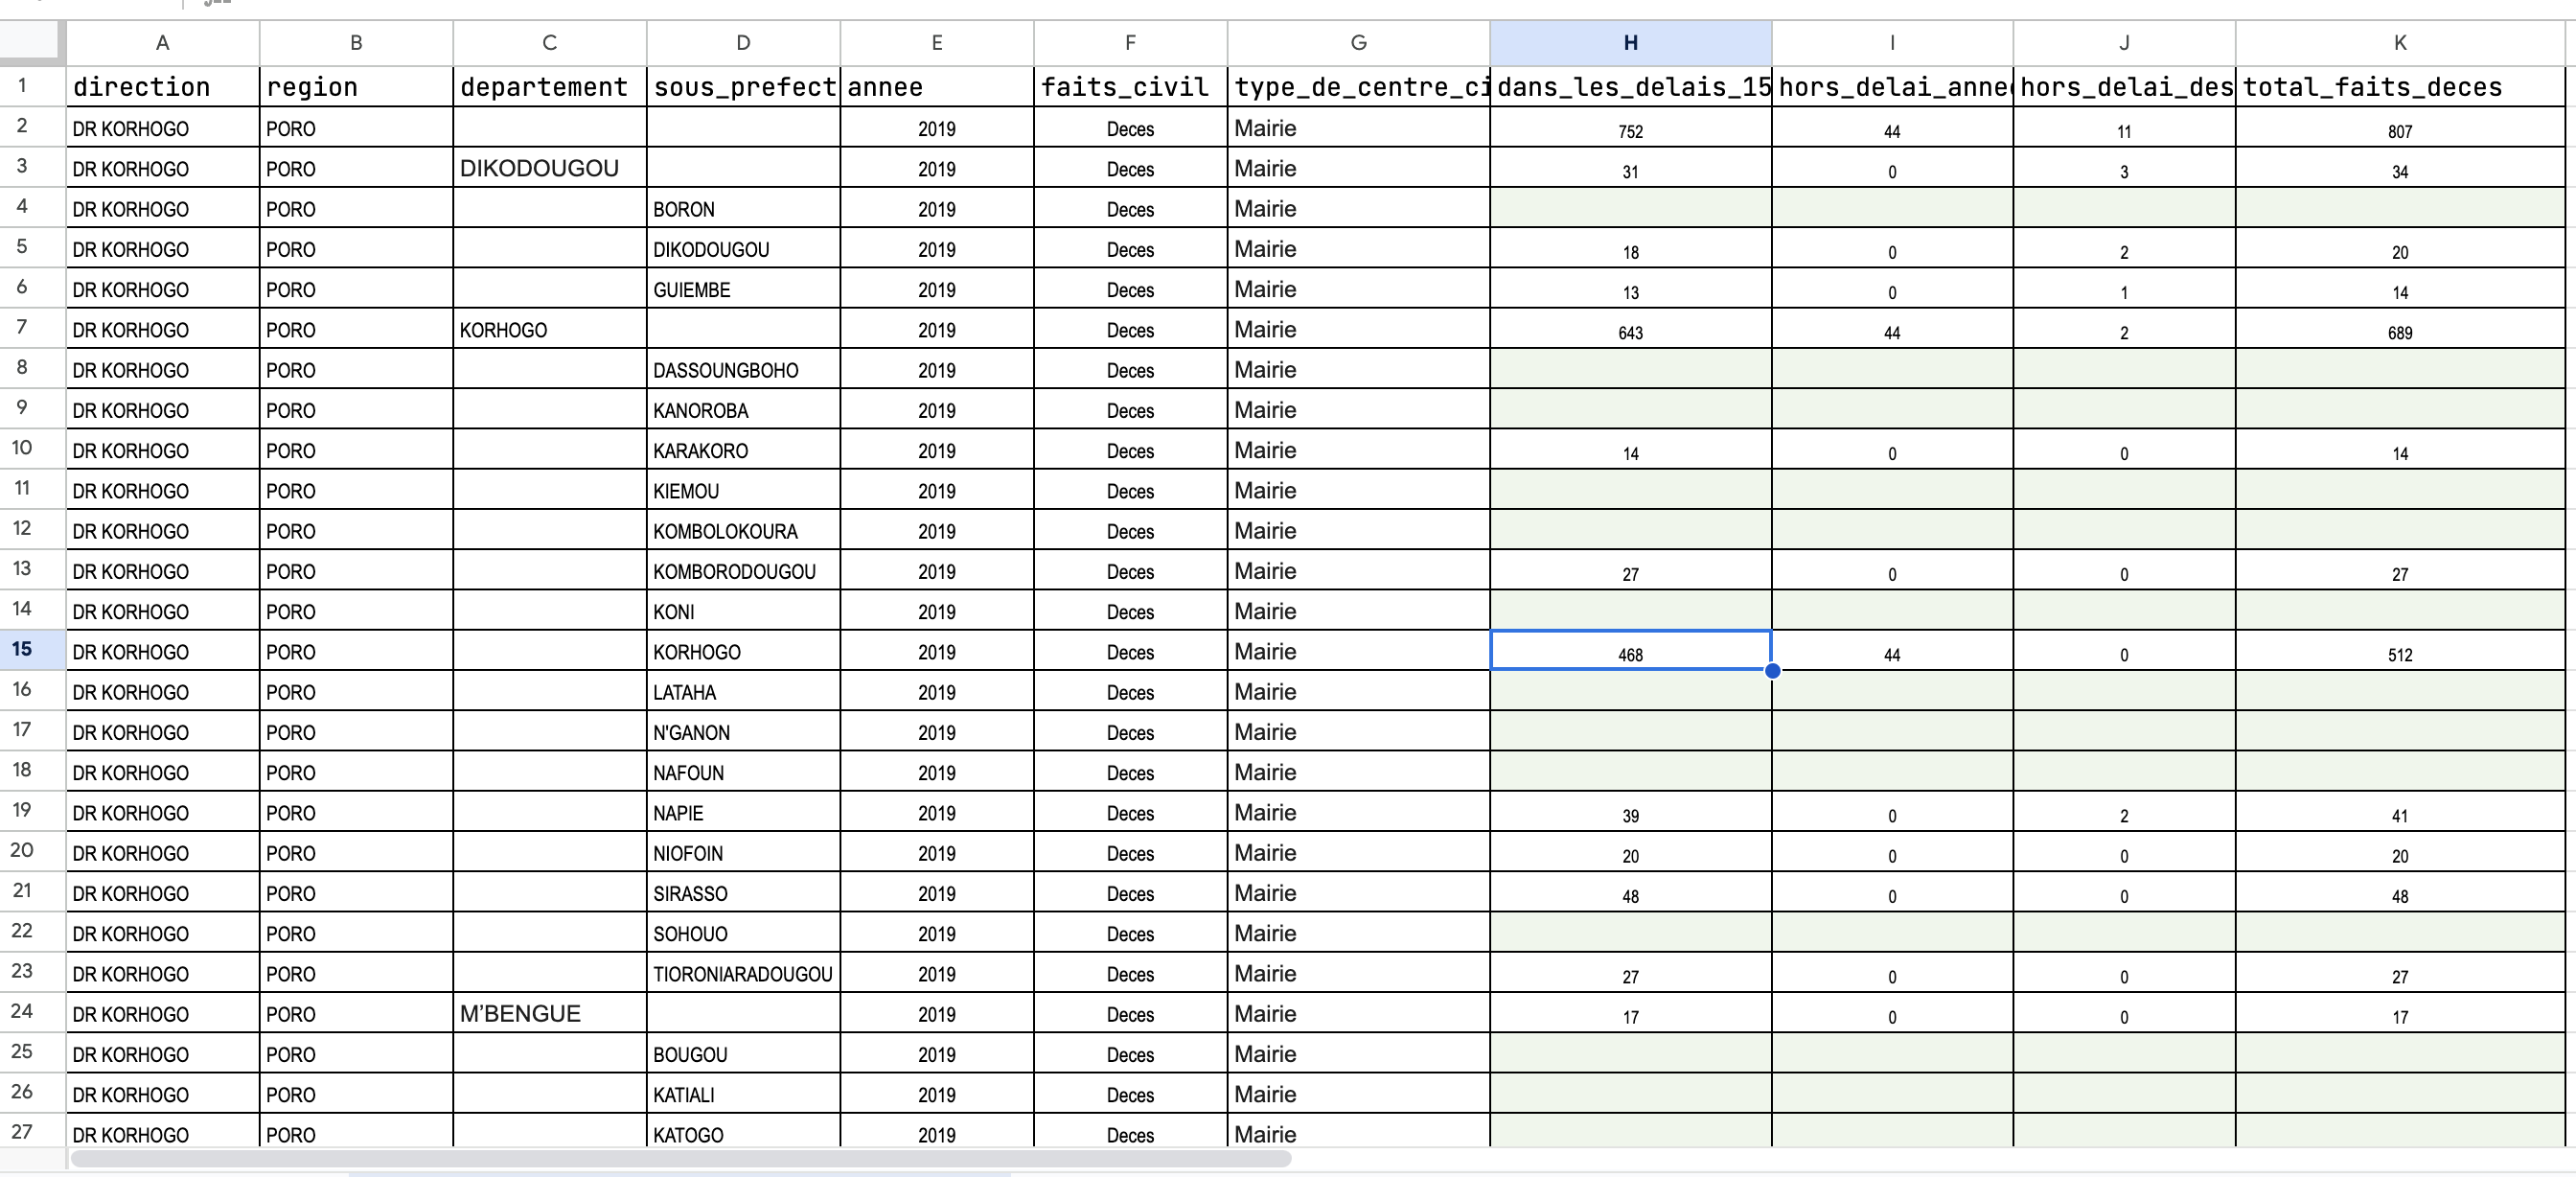 A B C D E F G H I J K
1 direction region departement sous_prefect annee faits_civil type_de_centre_ci dans_les_delais_15 hors_delai_annee hors_delai_des total_faits_deces
2 DR KORHOGO PORO 2019 Deces Mairie 752 44 11 807
3 DR KORHOGO PORO DIKODOUGOU 2019 Deces Mairie 31 0 3 34
4 DR KORHOGO PORO BORON 2019 Deces Mairie
5 DR KORHOGO PORO DIKODOUGOU 2019 Deces Mairie 18 0 2 20
6 DR KORHOGO PORO GUIEMBE 2019 Deces Mairie 13 0 1 14
7 DR KORHOGO PORO KORHOGO 2019 Deces Mairie 643 44 2 689
8 DR KORHOGO PORO DASSOUNGBOHO 2019 Deces Mairie
9 DR KORHOGO PORO KANOROBA 2019 Deces Mairie
10 DR KORHOGO PORO KARAKORO 2019 Deces Mairie 14 0 0 14
11 DR KORHOGO PORO KIEMOU 2019 Deces Mairie
12 DR KORHOGO PORO KOMBOLOKOURA 2019 Deces Mairie
13 DR KORHOGO PORO KOMBORODOUGOU 2019 Deces Mairie 27 0 0 27
14 DR KORHOGO PORO KONI 2019 Deces Mairie
15 DR KORHOGO PORO KORHOGO 2019 Deces Mairie 468 44 0 512
16 DR KORHOGO PORO LATAHA 2019 Deces Mairie
17 DR KORHOGO PORO N'GANON 2019 Deces Mairie
18 DR KORHOGO PORO NAFOUN 2019 Deces Mairie
19 DR KORHOGO PORO NAPIE 2019 Deces Mairie 39 0 2 41
20 DR KORHOGO PORO NIOFOIN 2019 Deces Mairie 20 0 0 20
21 DR KORHOGO PORO SIRASSO 2019 Deces Mairie 48 0 0 48
22 DR KORHOGO PORO SOHOUO 2019 Deces Mairie
23 DR KORHOGO PORO TIORONIARADOUGOU 2019 Deces Mairie 27 0 0 27
24 DR KORHOGO PORO M’BENGUE 2019 Deces Mairie 17 0 0 17
25 DR KORHOGO PORO BOUGOU 2019 Deces Mairie
26 DR KORHOGO PORO KATIALI 2019 Deces Mairie
27 DR KORHOGO PORO KATOGO 2019 Deces Mairie